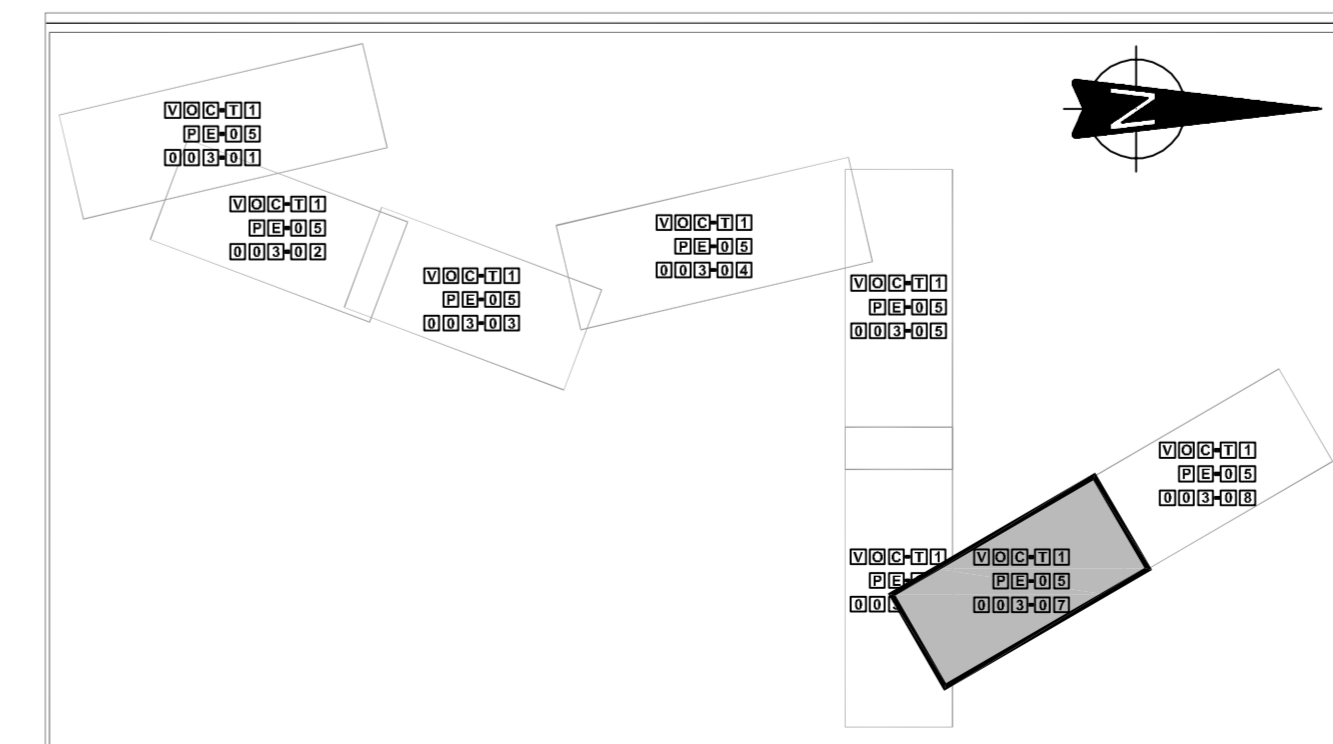 VOC-T1
PE-05
003-01
VOC-T1
PE-05
003-02
VOC-T1
PE-05
003-03
VOC-T1
PE-05
003-04
VOC-T1
PE-05
003-05
VOC-T1
PE-
003
VOC-T1
PE-05
003-07
VOC-T1
PE-05
003-08
N